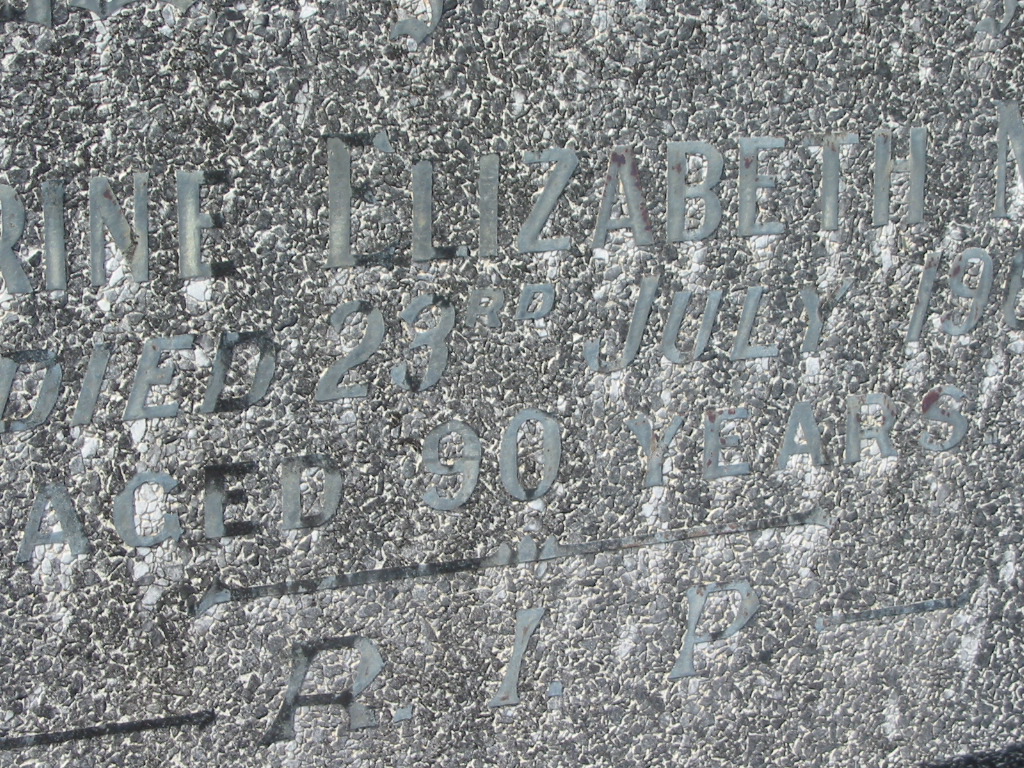 RINE ELIZABETH
DIED 23RD JULY
AGED 90 YEARS
R.I.P